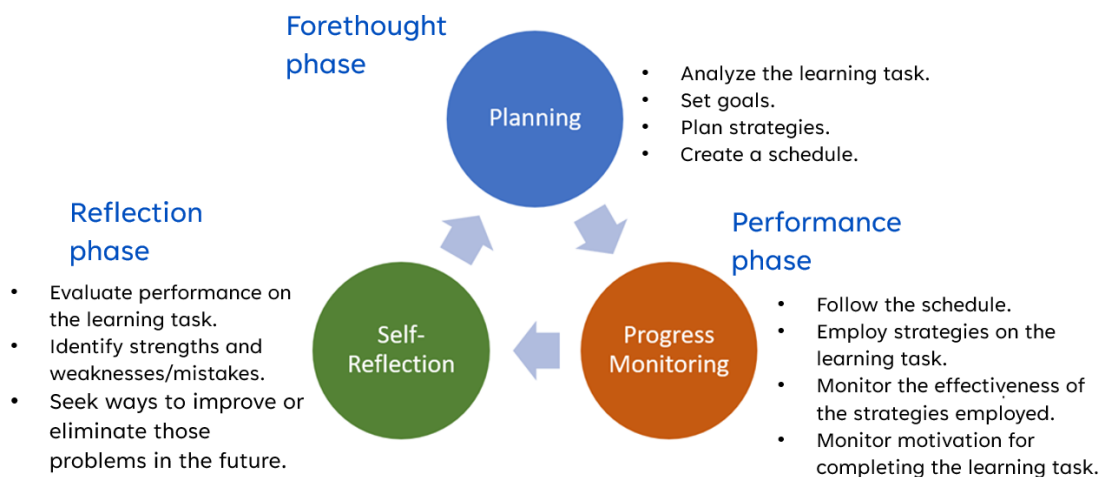 Forethought
phase
Planning
• Analyze the learning task.
• Set goals.
• Plan strategies.
• Create a schedule.
Performance
phase
Progress
Monitoring
• Follow the schedule.
• Employ strategies on the
learning task.
• Monitor the effectiveness of
the strategies employed.
• Monitor motivation for
completing the learning task.
Reflection
phase
Self-
Reflection
• Evaluate performance on
the learning task.
• Identify strengths and
weaknesses/mistakes.
• Seek ways to improve or
eliminate those
problems in the future.